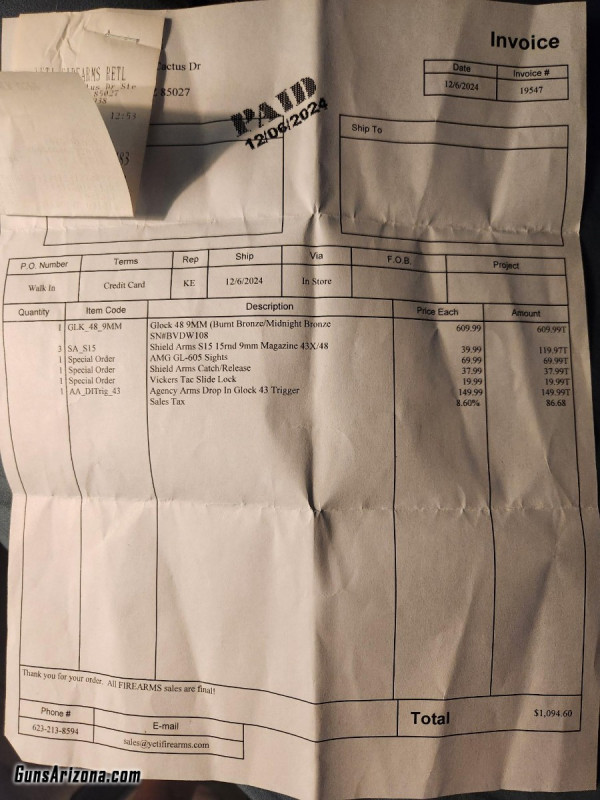 Invoice
Cactus Dr
85027
Date
Invoice #
12/6/2024
19547
85027
12:53
PAID
12/06/2024
Ship To
P.O. Number
Terms
Rep
Ship
Via
F.O.B.
Project
Walk In
Credit Card
KE
12/6/2024
In Store
Quantity
Item Code
Description
Price Each
Amount
1 GLK_48_9MM Glock 48 9MM (Burnt Bronze/Midnight Bronze 609.99 609.99T
SN#BVDW108
3 SA_S15 Shield Arms S15 15rnd 9mm Magazine 43X/48 39.99 119.97T
1 Special Order AMG GL-605 Sights 69.99 69.99T
1 Special Order Shield Arms Catch/Release 37.99 37.99T
1 Special Order Vickers Tac Slide Lock 19.99 19.99T
1 AA_DITrig_43 Agency Arms Drop In Glock 43 Trigger 149.99 149.99T
Sales Tax 8.60% 86.68
Thank you for your order. All FIREARMS sales are final!
Phone #
E-mail
623-213-8594
sales@yetifirearms.com
Total
$1,094.60
GunsArizona.com